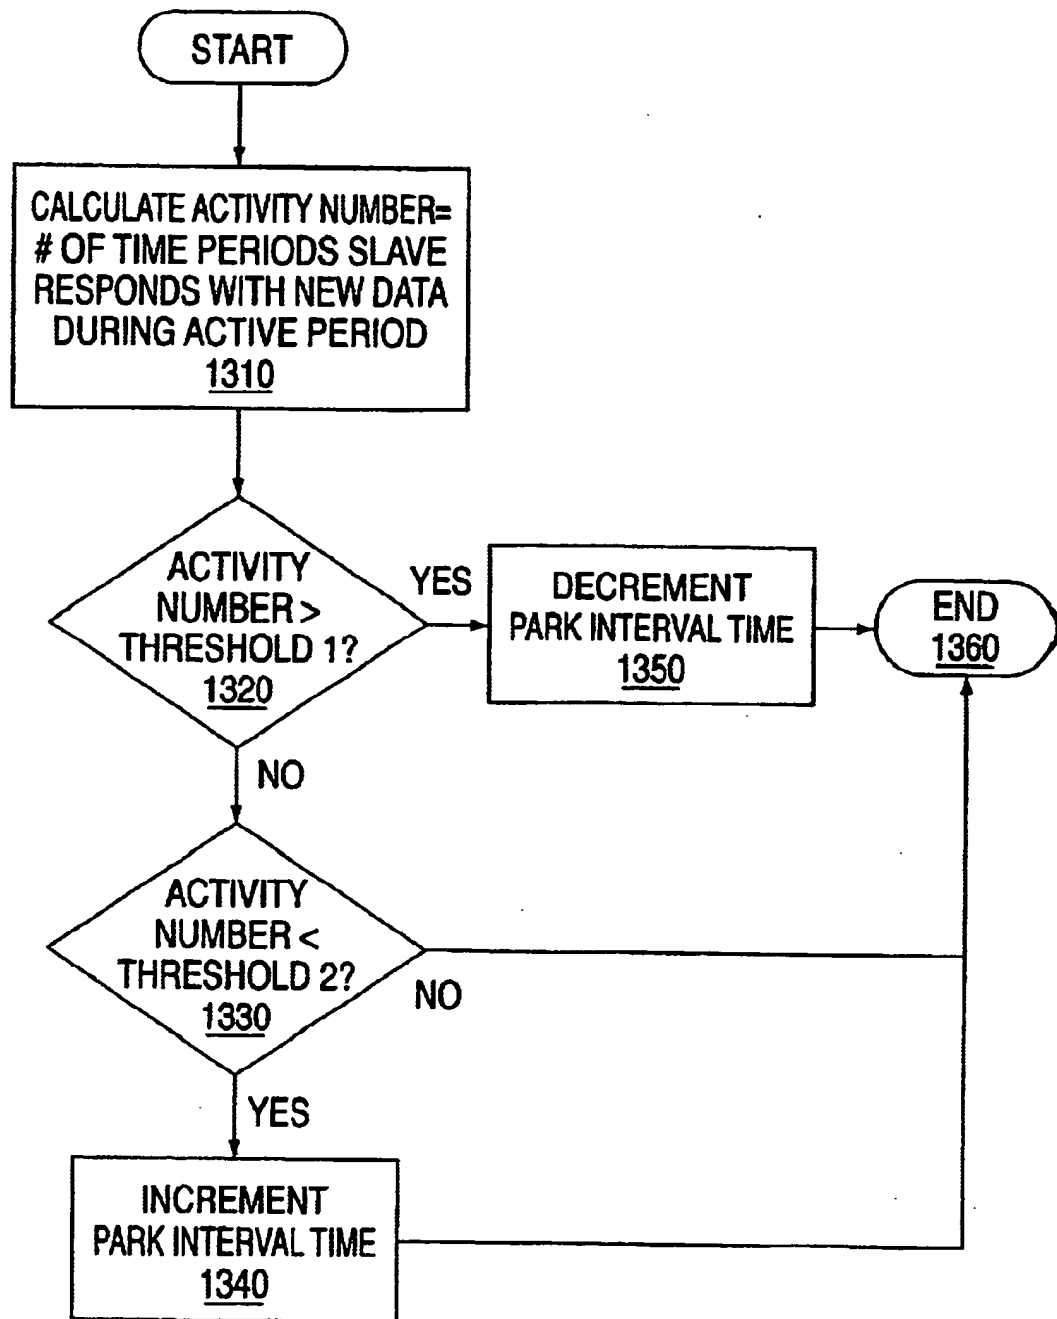 START
CALCULATE ACTIVITY NUMBER=
# OF TIME PERIODS SLAVE
RESPONDS WITH NEW DATA
DURING ACTIVE PERIOD
1310
ACTIVITY
NUMBER >
THRESHOLD 1?
1320
YES
DECREMENT
PARK INTERVAL TIME
1350
END
1360
NO
ACTIVITY
NUMBER <
THRESHOLD 2?
1330
NO
YES
INCREMENT
PARK INTERVAL TIME
1340